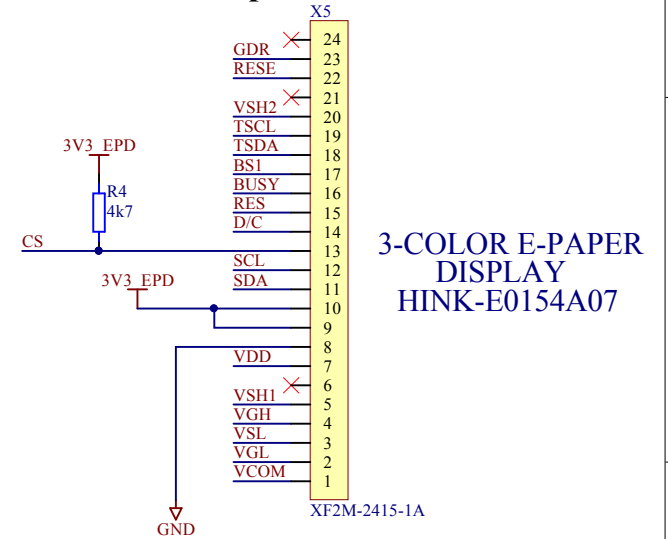 X5
24
GDR 23
RESE 22
21
VSH2 20
TSCL 19
3V3_EPD TSDA 18
BS1 17
R4 BUSY 16
4k7 RES 15
D/C 14
CS 13
SCL 12
3V3_EPD SDA 11
10
9
8
VDD 7
6
VSH1 5
VGH 4
VSL 3
VGL 2
VCOM 1
XF2M-2415-1A
GND
3-COLOR E-PAPER
DISPLAY
HINK-E0154A07